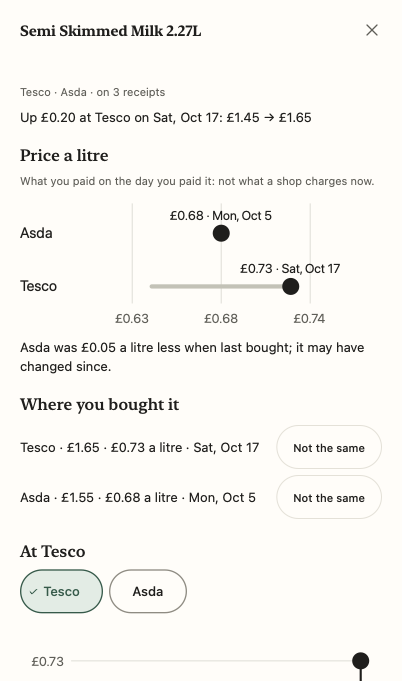 Semi Skimmed Milk 2.27L
Tesco · Asda · on 3 receipts
Up £0.20 at Tesco on Sat, Oct 17: £1.45 → £1.65
Price a litre
What you paid on the day you paid it: not what a shop charges now.
£0.68 · Mon, Oct 5
Asda
£0.73 · Sat, Oct 17
Tesco
£0.63 £0.68 £0.74
Asda was £0.05 a litre less when last bought; it may have
changed since.
Where you bought it
Tesco · £1.65 · £0.73 a litre · Sat, Oct 17 Not the same
Asda · £1.55 · £0.68 a litre · Mon, Oct 5 Not the same
At Tesco
✓ Tesco Asda
£0.73